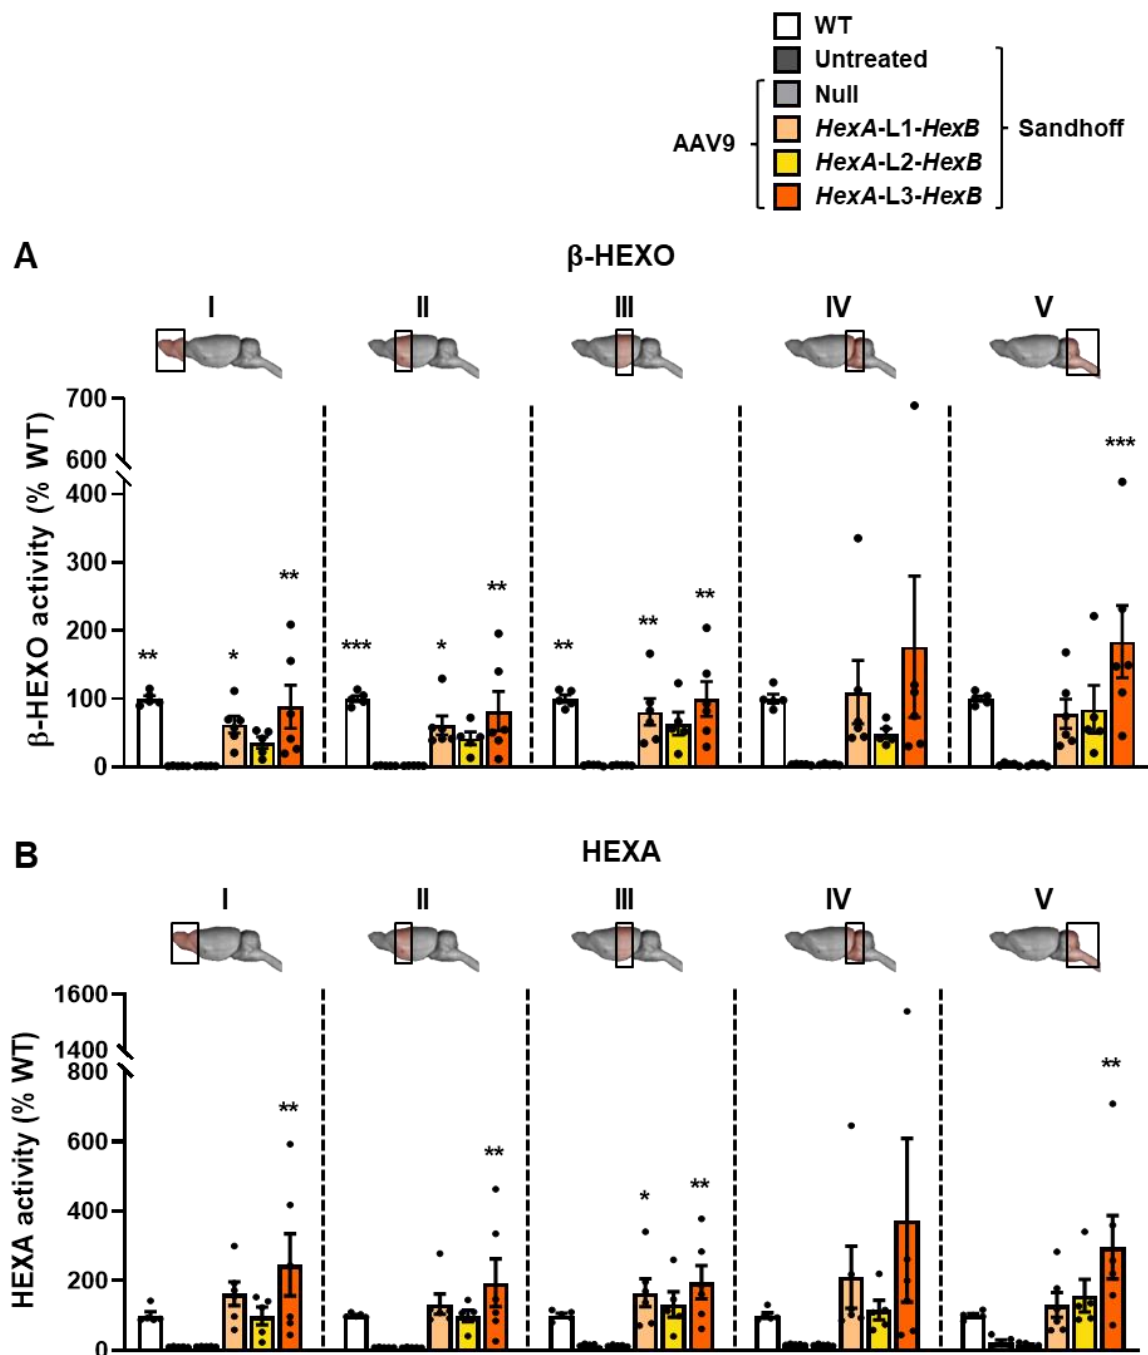 WT
Untreated
Null
HexA-L1-HexB
HexA-L2-HexB
HexA-L3-HexB
AAV9
Sandhoff
A
β-HEXO
I II III IV V
β-HEXO activity (% WT)
700
600
400
300
200
100
0
** * ** *** * ** ** ** ** ***
B
HEXA
I II III IV V
HEXA activity (% WT)
1600
1400
800
600
400
200
0
** ** * ** **